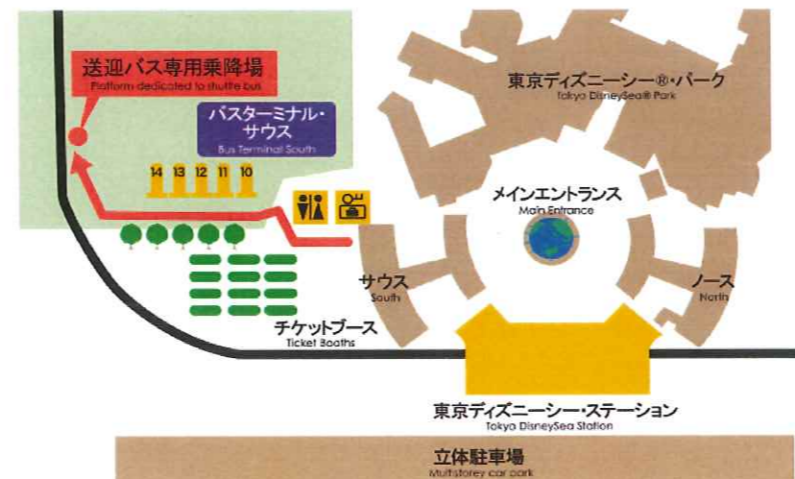 送迎バス専用乗降場
Platform dedicated to shuttle bus
バスターミナル・
サウス
Bus Terminal South
14 13 12 11 10
東京ディズニーシー®・パーク
Tokyo DisneySea® Park
メインエントランス
Main Entrance
サウス
South
ノース
North
チケットブース
Ticket Booths
東京ディズニーシー・ステーション
Tokyo DisneySea Station
立体駐車場
Multistorey car park